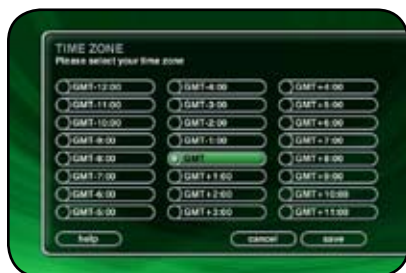 TIME ZONE
Please select your time zone
GMT-12:00 GMT-4:00 GMT+4:00
GMT-11:00 GMT-3:00 GMT+5:00
GMT-10:00 GMT-2:00 GMT+6:00
GMT-9:00 GMT-1:00 GMT+7:00
GMT-8:00 GMT GMT+8:00
GMT-7:00 GMT+1:00 GMT+9:00
GMT-6:00 GMT+2:00 GMT+10:00
GMT-5:00 GMT+3:00 GMT+11:00
help cancel save